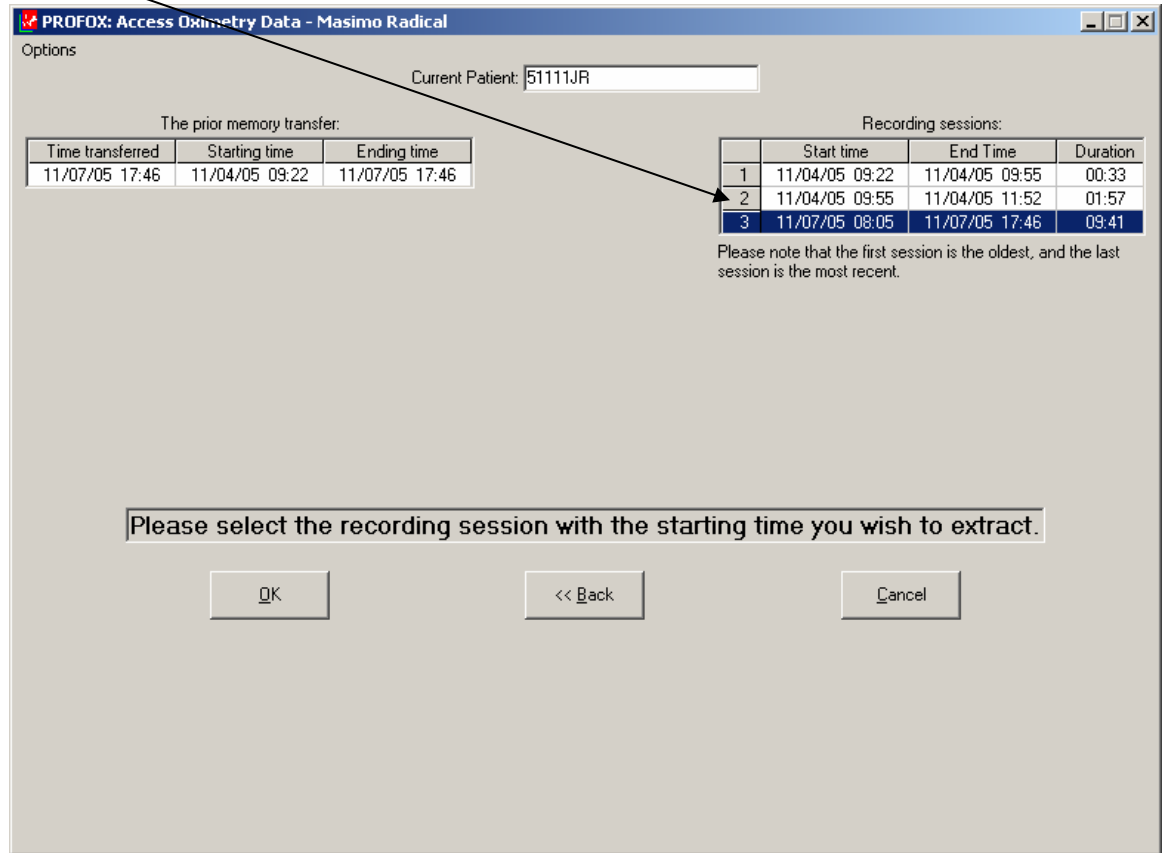 PROFOX: Access Oximetry Data - Masimo Radical
Options
Current Patient: 51111JR
The prior memory transfer:
Time transferred Starting time Ending time
11/07/05 17:46 11/04/05 09:22 11/07/05 17:46
Recording sessions:
Start time End Time Duration
1 11/04/05 09:22 11/04/05 09:55 00:33
2 11/04/05 09:55 11/04/05 11:52 01:57
3 11/07/05 08:05 11/07/05 17:46 09:41
Please note that the first session is the oldest, and the last
session is the most recent.
Please select the recording session with the starting time you wish to extract.
OK << Back Cancel